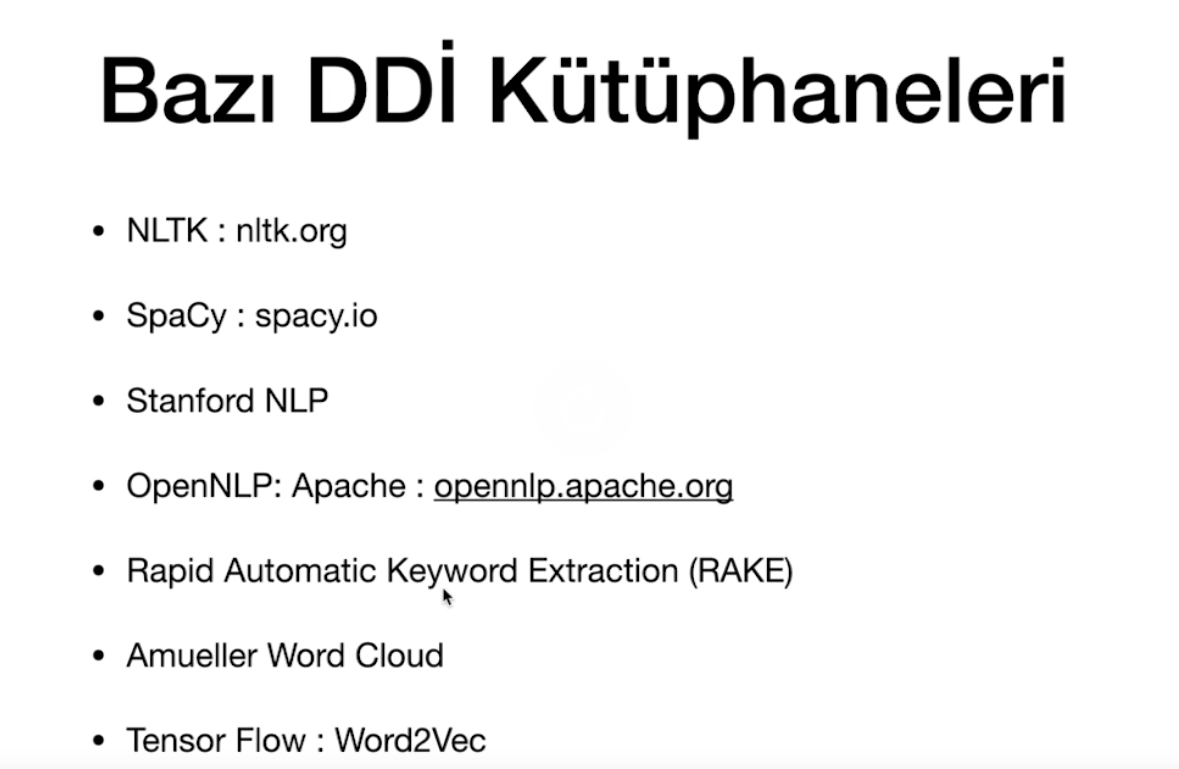 Bazı DDİ Kütüphaneleri
• NLTK : nltk.org
• SpaCy : spacy.io
• Stanford NLP
• OpenNLP: Apache : opennlp.apache.org
• Rapid Automatic Keyword Extraction (RAKE)
• Amueller Word Cloud
• Tensor Flow : Word2Vec